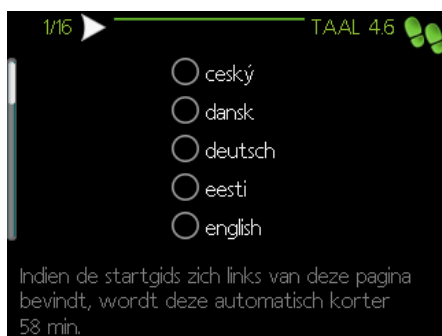 1/16 TAAL 4.6
ceský
dansk
deutsch
eesti
english
Indien de startgids zich links van deze pagina
bevindt, wordt deze automatisch korter
58 min.